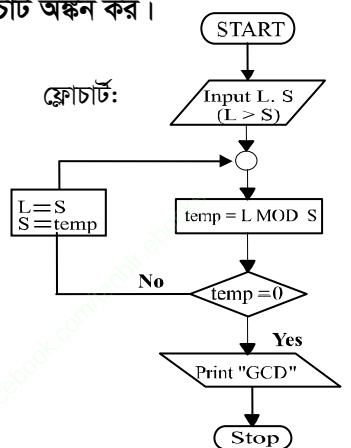 চার্ট অঙ্কন কর।
ফ্লোচার্ট:
START
Input L. S
(L > S)
temp = L MOD S
L=S
S=temp
No
temp =0
Yes
Print "GCD"
Stop